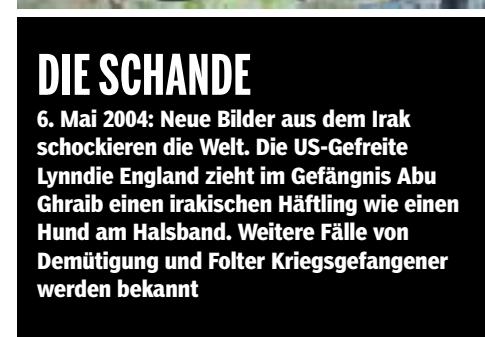 DIE SCHANDE
6. Mai 2004: Neue Bilder aus dem Irak
schockieren die Welt. Die US-Gefreite
Lynndie England zieht im Gefängnis Abu
Ghraib einen irakischen Häftling wie einen
Hund am Halsband. Weitere Fälle von
Demütigung und Folter Kriegsgefangener
werden bekannt